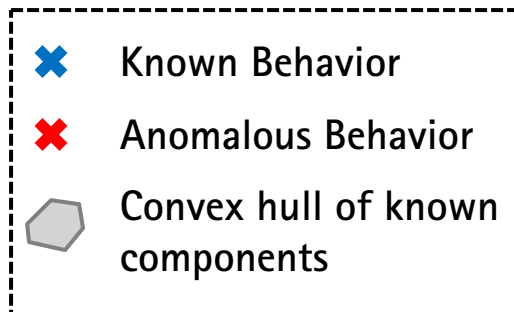 Known Behavior
Anomalous Behavior
Convex hull of known
components